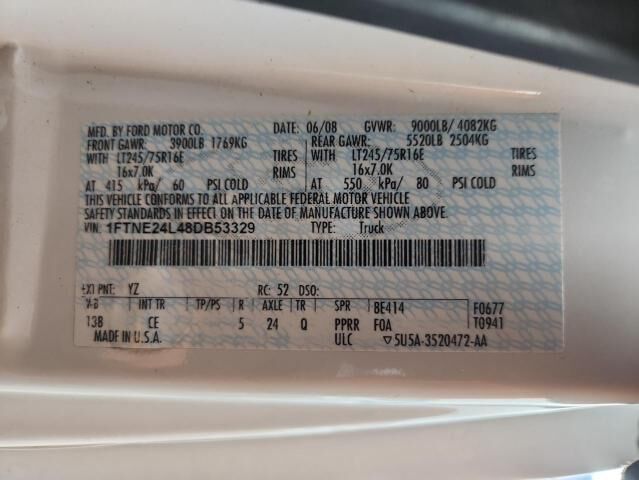 MFD. BY FORD MOTOR CO. DATE: 06/08 GVWR: 9000LB/ 4082KG
FRONT GAWR: 3900LB 1769KG REAR GAWR: 5520LB 2504KG
WITH LT245/75R16E TIRES WITH LT245/75R16E TIRES
16x7.0K RIMS 16x7.0K RIMS
AT 415 kPa/ 60 PSI COLD AT 550 kPa/ 80 PSI COLD
THIS VEHICLE CONFORMS TO ALL APPLICABLE FEDERAL MOTOR VEHICLE
SAFETY STANDARDS IN EFFECT ON THE DATE OF MANUFACTURE SHOWN ABOVE.
VIN: 1FTNE24L48DB53329 TYPE: Truck
EXT PNT: YZ RC: 52 DSO:
WB INT TR TP/PS R AXLE TR SPR 8E414 F0677
138 CE 5 24 Q PPRR F0A T0941
MADE IN U.S.A. ULC ▽5U5A-3520472-AA